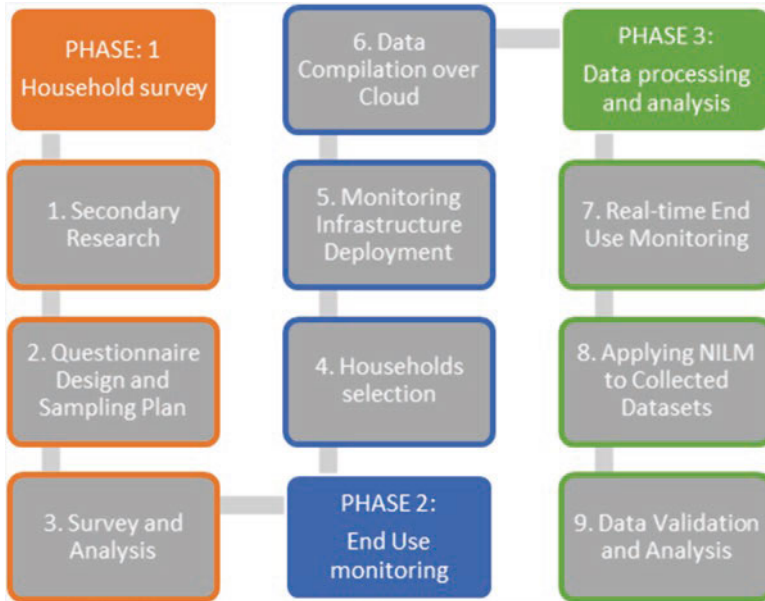 PHASE: 1
Household survey
1. Secondary
Research
2. Questionnaire
Design and
Sampling Plan
3. Survey and
Analysis
PHASE 2:
End Use
monitoring
4. Households
selection
5. Monitoring
Infrastructure
Deployment
6. Data
Compilation over
Cloud
PHASE 3:
Data processing
and analysis
7. Real-time End
Use Monitoring
8. Applying NILM
to Collected
Datasets
9. Data Validation
and Analysis